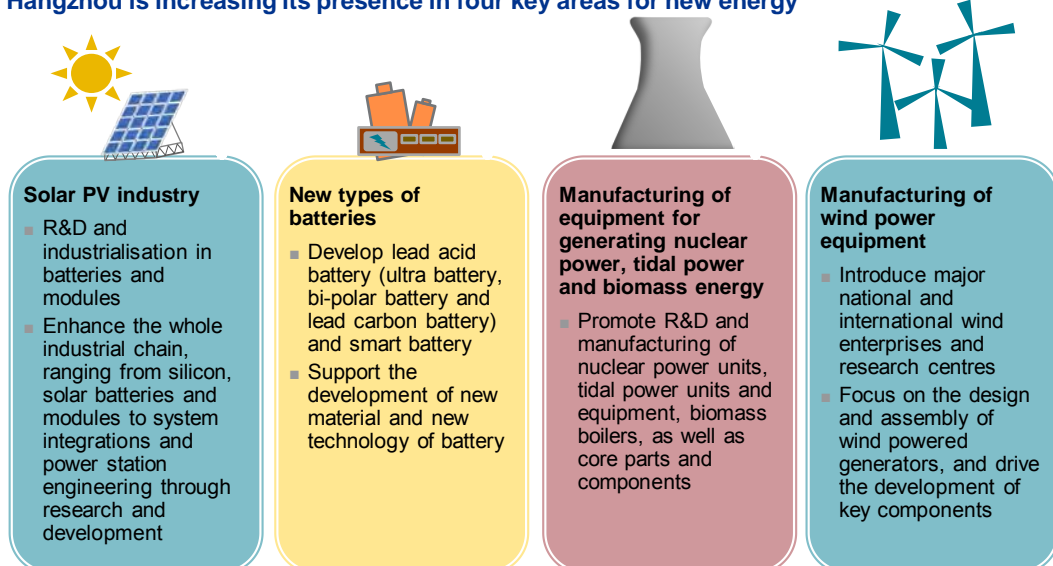 Hangzhou is increasing its presence in four key areas for new energy
Solar PV industry
■ R&D and
industrialisation in
batteries and
modules
■ Enhance the whole
industrial chain,
ranging from silicon,
solar batteries and
modules to system
integrations and
power station
engineering through
research and
development
New types of
batteries
■ Develop lead acid
battery (ultra battery,
bi-polar battery and
lead carbon battery)
and smart battery
■ Support the
development of new
material and new
technology of battery
Manufacturing of
equipment for
generating nuclear
power, tidal power
and biomass energy
■ Promote R&D and
manufacturing of
nuclear power units,
tidal power units and
equipment, biomass
boilers, as well as
core parts and
components
Manufacturing of
wind power
equipment
■ Introduce major
national and
international wind
enterprises and
research centres
■ Focus on the design
and assembly of
wind powered
generators, and drive
the development of
key components